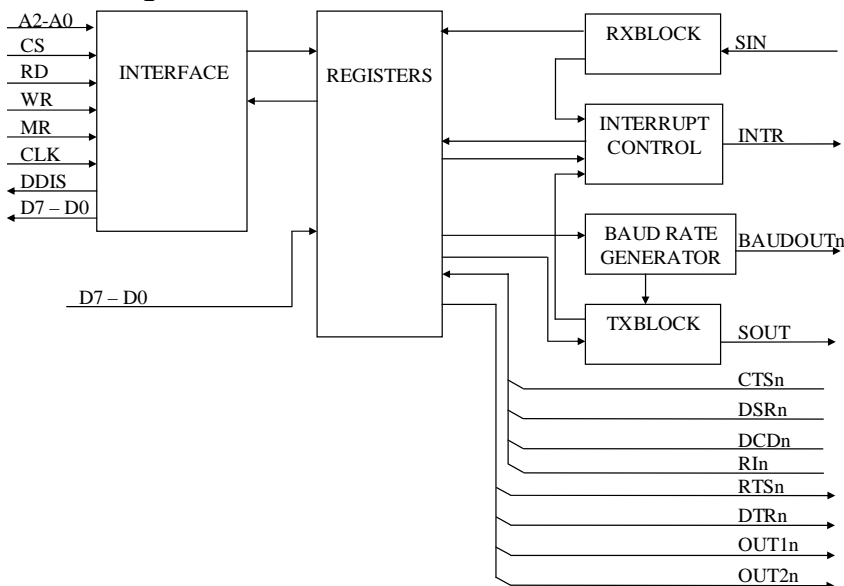 A2-A0
CS
RD
WR
MR
CLK
DDIS
D7 – D0
INTERFACE
D7 – D0
REGISTERS
RXBLOCK
SIN
INTERRUPT
CONTROL
INTR
BAUD RATE
GENERATOR
BAUDOUTn
TXBLOCK
SOUT
CTSn
DSRn
DCDn
RIn
RTSn
DTRn
OUT1n
OUT2n